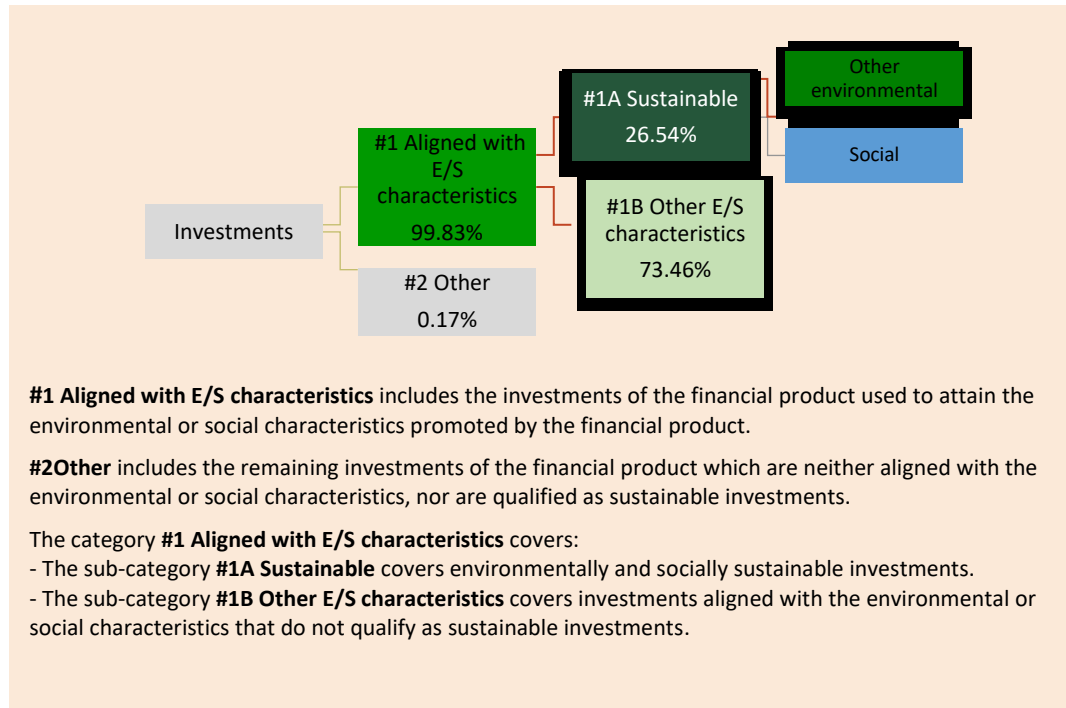 Investments
#1 Aligned with
E/S
characteristics
99.83%
#2 Other
0.17%
#1A Sustainable
26.54%
#1B Other E/S
characteristics
73.46%
Other
environmental
Social
#1 Aligned with E/S characteristics includes the investments of the financial product used to attain the
environmental or social characteristics promoted by the financial product.
#2Other includes the remaining investments of the financial product which are neither aligned with the
environmental or social characteristics, nor are qualified as sustainable investments.
The category #1 Aligned with E/S characteristics covers:
- The sub-category #1A Sustainable covers environmentally and socially sustainable investments.
- The sub-category #1B Other E/S characteristics covers investments aligned with the environmental or
social characteristics that do not qualify as sustainable investments.